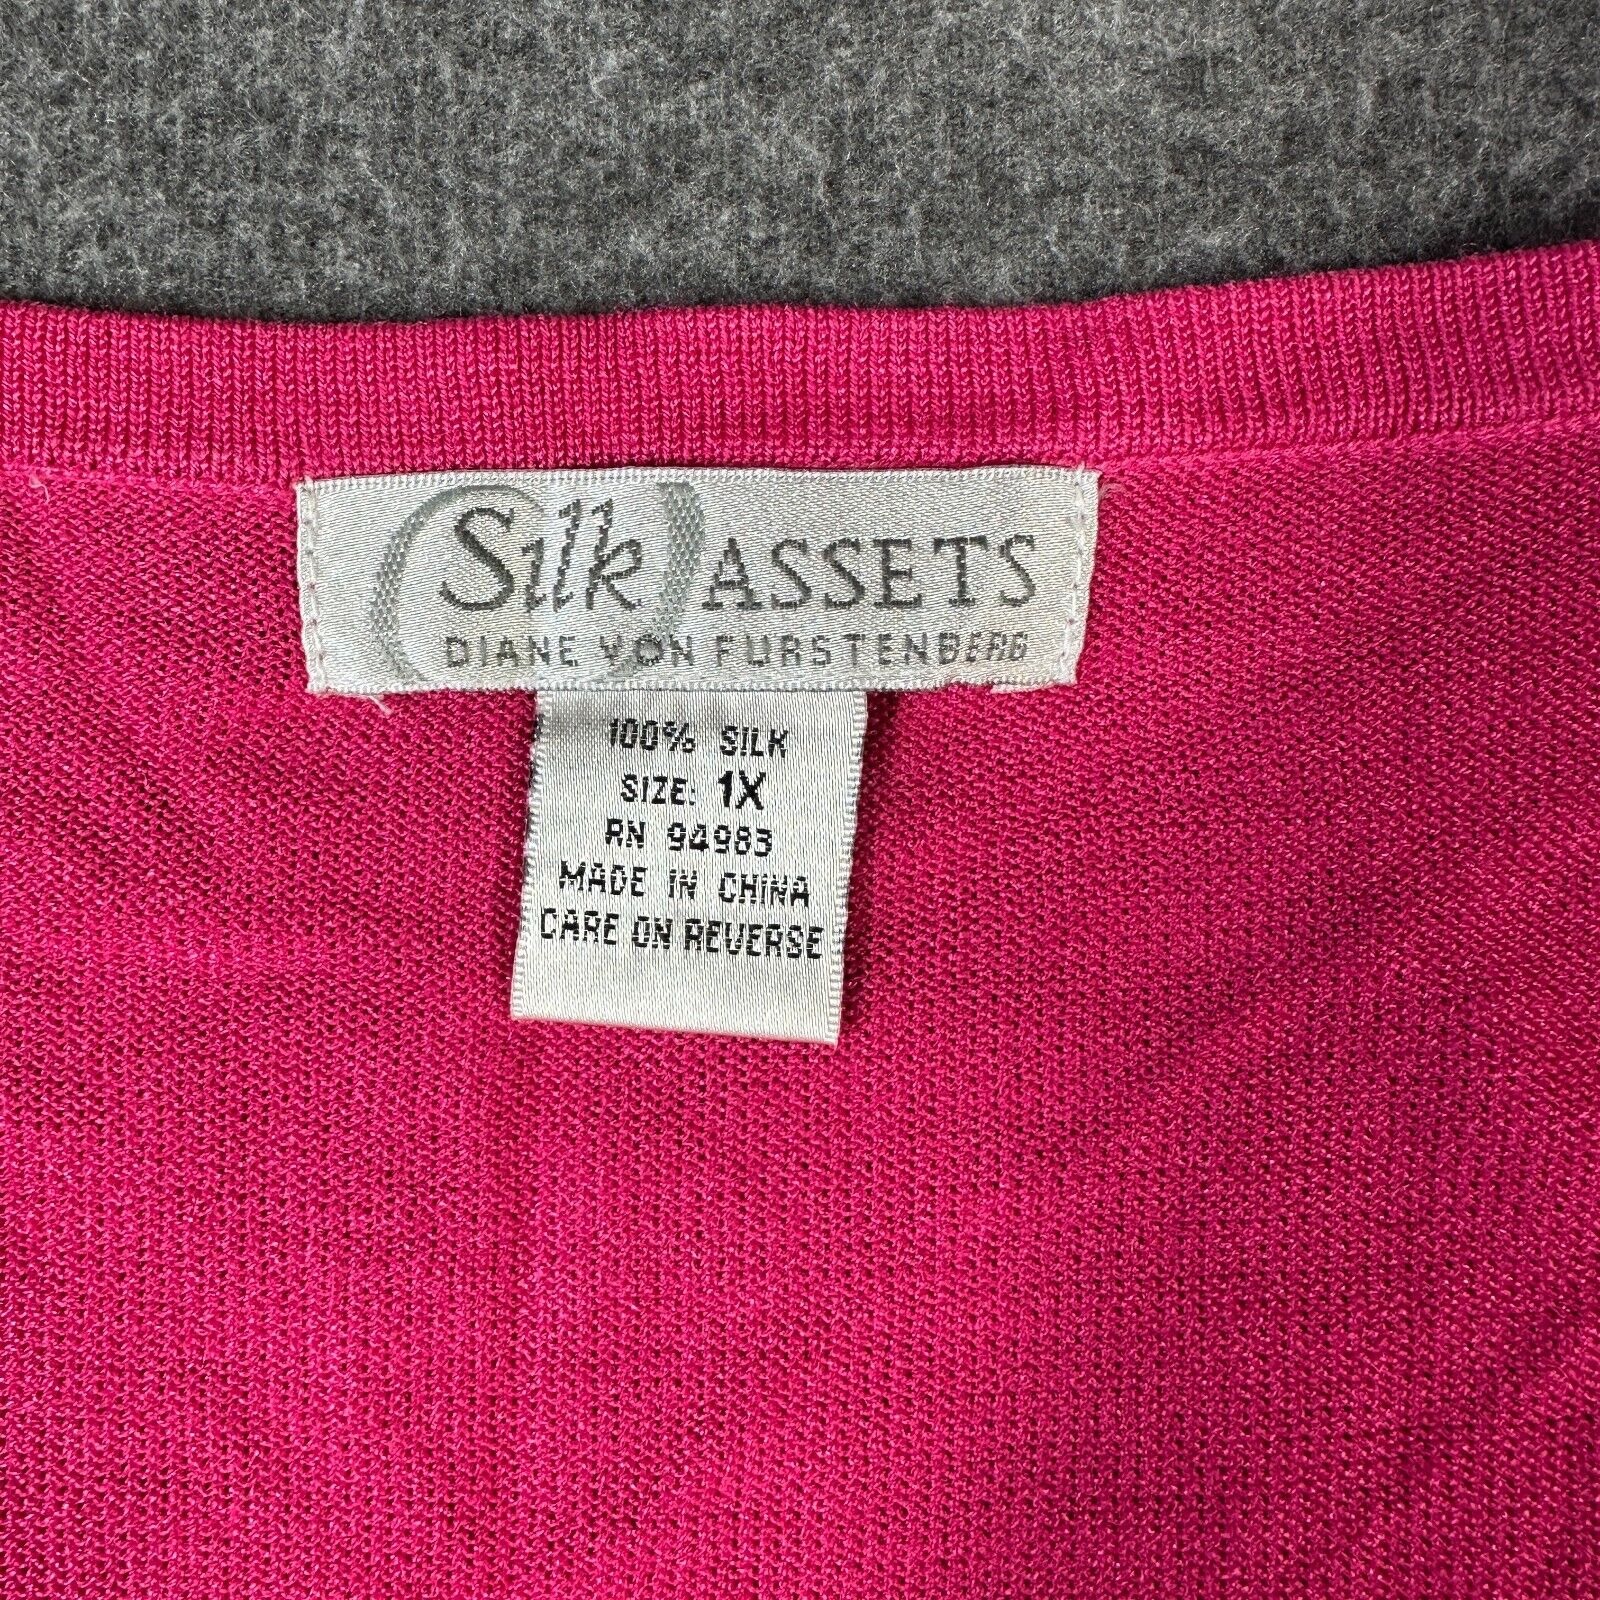 Silk ASSETS
DIANE VON FURSTENBERG
100% SILK
SIZE: 1X
RN 94983
MADE IN CHINA
CARE ON REVERSE